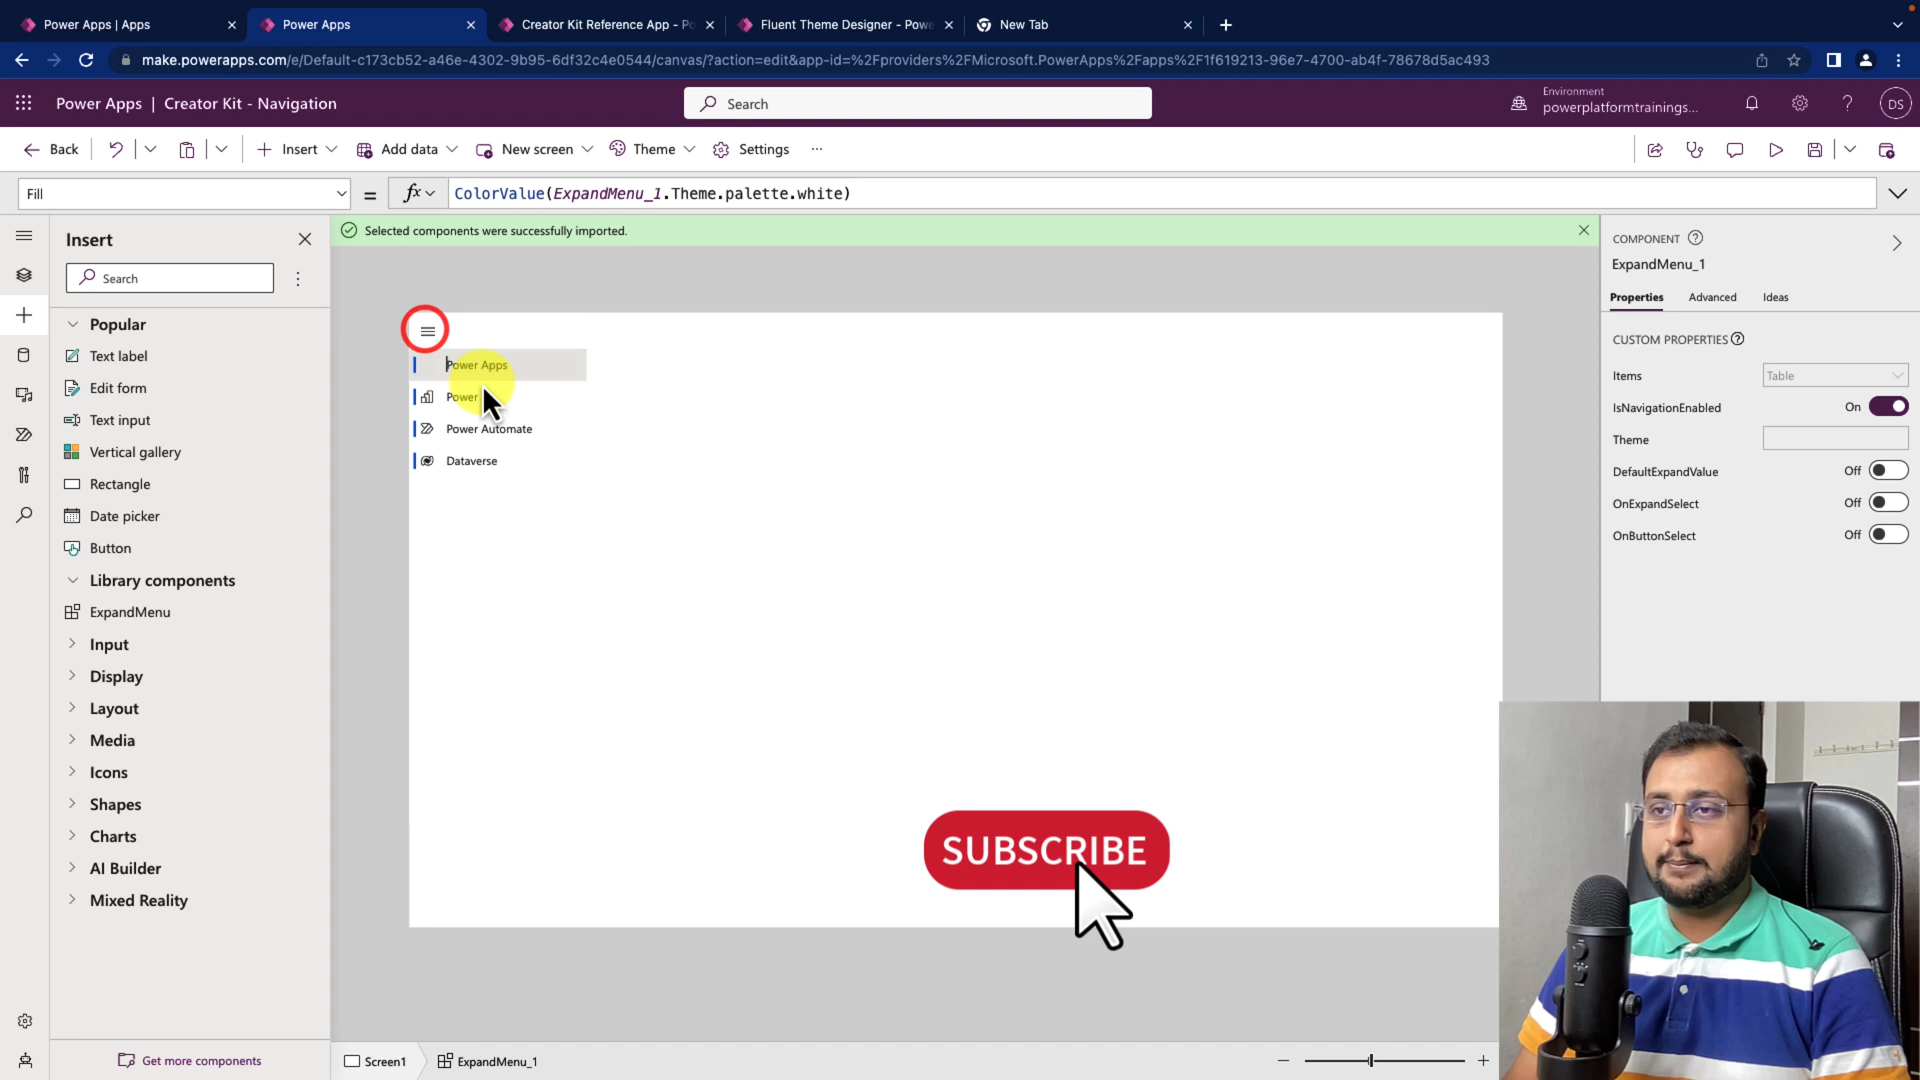 Power Apps | Apps
Power Apps
Creator Kit Reference App - Po
Fluent Theme Designer - Powe
New Tab
make.powerapps.com/e/Default-c173cb52-a46e-4302-9b95-6df32c4e0544/canvas/?action=edit&app-id=%2Fproviders%2FMicrosoft.PowerApps%2Fapps%2F1f619213-96e7-4700-ab4f-78678d5ac493
Power Apps | Creator Kit - Navigation
Search
Environment
powerplatformtrainings...
DS
Back
Insert
Add data
New screen
Theme
Settings
...
Fill
=
fx
ColorValue(ExpandMenu_1.Theme.palette.white)
Insert
Search
Popular
Text label
Edit form
Text input
Vertical gallery
Rectangle
Date picker
Button
Library components
ExpandMenu
Input
Display
Layout
Media
Icons
Shapes
Charts
AI Builder
Mixed Reality
Get more components
Selected components were successfully imported.
Power Apps
Power
Power Automate
Dataverse
SUBSCRIBE
Screen1
ExpandMenu_1
COMPONENT
ExpandMenu_1
Properties
Advanced
Ideas
CUSTOM PROPERTIES
Items
Table
IsNavigationEnabled
On
Theme
DefaultExpandValue
Off
OnExpandSelect
Off
OnButtonSelect
Off